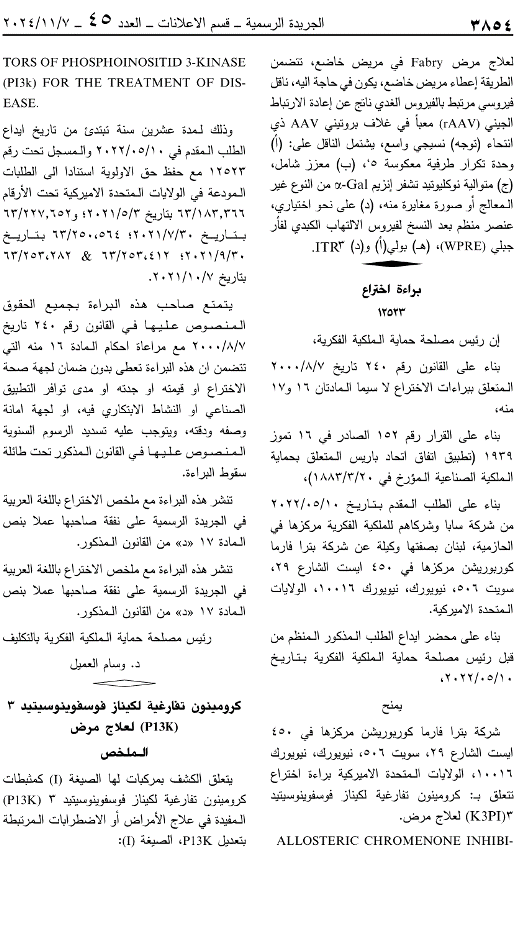 ٣٨٥٤
الجريدة الرسمية ــ قسم الاعلانات ــ العدد ٤٥ ــ ٢٠٢٤/١١/٧
لعلاج مرض Fabry في مريض خاضع، تتضمن
الطريقة إعطاء مريض خاضع، يكون في حاجة اليه، ناقل
فيروسي مرتبط بالفيروس الغدي ناتج عن إعادة الارتباط
الجيني (rAAV) معبأ في غلاف بروتيني AAV ذي
انتحاء (توجه) نسيجي واسع، يشتمل الناقل على: (أ)
وحدة تكرار طرفية معكوسة ٥'، (ب) معزز شامل،
(ج) متوالية نوكليوتيد تشفر إنزيم α-Gal من النوع غير
المعالج أو صورة مغايرة منه، (د) على نحو اختياري،
عنصر منظم بعد النسخ لفيروس الالتهاب الكبدي لفأر
جبلي (WPRE)، (هـ) بولي(أ) و(د) ITR٣.
براءة اختراع
١٢٥٢٣
إن رئيس مصلحة حماية الملكية الفكرية،
بناء على القانون رقم ٢٤٠ تاريخ ٢٠٠٠/٨/٧
المتعلق ببراءات الاختراع لا سيما المادتان ١٦ و١٧
منه،
بناء على القرار رقم ١٥٢ الصادر في ١٦ تموز
١٩٣٩ (تطبيق اتفاق اتحاد باريس المتعلق بحماية
الملكية الصناعية المؤرخ في ١٨٨٣/٣/٢٠)،
بناء على الطلب المقدم بتاريخ ٢٠٢٢/٠٥/١٠
من شركة سابا وشركاهم للملكية الفكرية مركزها في
الحازمية، لبنان بصفتها وكيلة عن شركة بترا فارما
كوربوريشن مركزها في ٤٥٠ ايست الشارع ٢٩،
سويت ٥٠٦، نيويورك، نيويورك ١٠٠١٦، الولايات
المتحدة الاميركية.
بناء على محضر ايداع الطلب المذكور المنظم من
قبل رئيس مصلحة حماية الملكية الفكرية بتاريخ
٢٠٢٢/٠٥/١٠،
يمنح
شركة بترا فارما كوربوريشن مركزها في ٤٥٠
ايست الشارع ٢٩، سويت ٥٠٦، نيويورك، نيويورك
١٠٠١٦، الولايات المتحدة الاميركية براءة اختراع
تتعلق بـ: كرومينون تفارغية لكيناز فوسفوينوسيتيد
٣(K3PI) لعلاج مرض.
ALLOSTERIC CHROMENONE INHIBI-
TORS OF PHOSPHOINOSITID 3-KINASE
(PI3k) FOR THE TREATMENT OF DIS-
EASE.
وذلك لمدة عشرين سنة تبتدئ من تاريخ ايداع
الطلب المقدم في ٢٠٢٢/٠٥/١٠ والمسجل تحت رقم
١٢٥٢٣ مع حفظ حق الاولوية استنادا الى الطلبات
المودعة في الولايات المتحدة الاميركية تحت الأرقام
٦٣/١٨٣،٣٦٦ بتاريخ ٢٠٢١/٥/٣؛ و٦٣/٢٢٧،٦٥٢
بتاريخ ٢٠٢١/٧/٣٠؛ ٦٣/٢٥٠،٥٦٤ بتاريخ
٢٠٢١/٩/٣٠؛ ٦٣/٢٥٣،٤١٢ & ٦٣/٢٥٣،٢٨٢
بتاريخ ٢٠٢١/١٠/٧.
يتمتع صاحب هذه البراءة بجميع الحقوق
المنصوص عليها في القانون رقم ٢٤٠ تاريخ
٢٠٠٠/٨/٧ مع مراعاة احكام المادة ١٦ منه التي
تتضمن ان هذه البراءة تعطى بدون ضمان لجهة صحة
الاختراع او قيمته او جدته او مدى توافر التطبيق
الصناعي او النشاط الابتكاري فيه، او لجهة امانة
وصفه ودقته، ويتوجب عليه تسديد الرسوم السنوية
المنصوص عليها في القانون المذكور تحت طائلة
سقوط البراءة.
تنشر هذه البراءة مع ملخص الاختراع باللغة العربية
في الجريدة الرسمية على نفقة صاحبها عملا بنص
المادة ١٧ «د» من القانون المذكور.
تنشر هذه البراءة مع ملخص الاختراع باللغة العربية
في الجريدة الرسمية على نفقة صاحبها عملا بنص
المادة ١٧ «د» من القانون المذكور.
رئيس مصلحة حماية الملكية الفكرية بالتكليف
د. وسام العميل
كرومينون تفارغية لكيناز فوسفوينوسيتيد ٣
(P13K) لعلاج مرض
الملخص
يتعلق الكشف بمركبات لها الصيغة (I) كمثبطات
كرومينون تفارغية لكيناز فوسفوينوسيتيد ٣ (P13K)
المفيدة في علاج الأمراض أو الاضطرابات المرتبطة
بتعديل P13K، الصيغة (I):